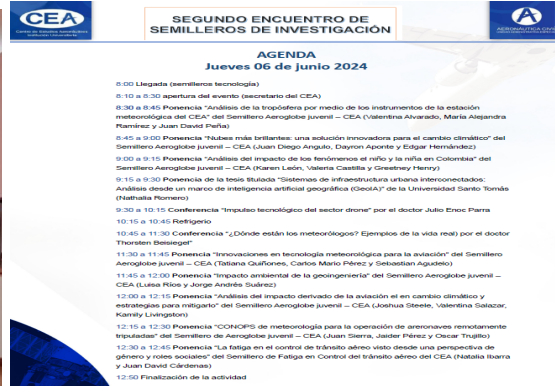 CEA
Centro de Estudios Aeronáuticos
Institución Universitaria
SEGUNDO ENCUENTRO DE
SEMILLEROS DE INVESTIGACIÓN
AERONÁUTICA CIVIL
AGENDA
Jueves 06 de junio 2024
8:00 Llegada (semilleros tecnología)
8:10 a 8:30 apertura del evento (secretario del CEA)
8:30 a 8:45 Ponencia "Análisis de la tropósfera por medio de los instrumentos de la estación
meteorológica del CEA" del Semillero Aeroglobe juvenil – CEA (Valentina Alvarado, María Alejandra
Ramírez y Juan David Peña)
8:45 a 9:00 Ponencia "Nubes más brillantes: una solución innovadora para el cambio climático" del
Semillero Aeroglobe juvenil – CEA (Juan Diego Angulo, Dayron Aponte y Edgar Hernández)
9:00 a 9:15 Ponencia "Análisis del impacto de los fenómenos el niño y la niña en Colombia" del
Semillero Aeroglobe juvenil – CEA (Karen León, Valeria Castilla y Greetney Henry)
9:15 a 9:30 Ponencia de la tesis titulada "Sistemas de infraestructura urbana interconectados:
Análisis desde un marco de inteligencia artificial geográfica (GeoIA)" de la Universidad Santo Tomás
(Nathalia Romero)
9:30 a 10:15 Conferencia "Impulso tecnológico del sector drone" por el doctor Julio Enoc Parra
10:15 a 10:45 Refrigerio
10:45 a 11:30 Conferencia "¿Dónde están los meteorólogos? Ejemplos de la vida real) por el doctor
Thorsten Beisiegel"
11:30 a 11:45 Ponencia "Innovaciones en tecnología meteorológica para la aviación" del Semillero
Aeroglobe juvenil – CEA (Tatiana Quiñones, Carlos Mario Pérez y Sebastian Agudelo)
11:45 a 12:00 Ponencia "Impacto ambiental de la geoingeniería" del Semillero Aeroglobe juvenil –
CEA (Luisa Ríos y Jorge Andrés Suárez)
12:00 a 12:15 Ponencia "Análisis del impacto derivado de la aviación el en cambio climático y
estrategias para mitigarlo" del Semillero Aeroglobe juvenil – CEA (Joshua Steele, Valentina Salazar,
Kamily Livingston)
12:15 a 12:30 Ponencia "CONOPS de meteorología para la operación de areronaves remotamente
tripuladas" del Semillero de Aeroglobe juvenil – CEA (Juan Sierra, Jaider Pérez y Oscar Trujillo)
12:30 a 12:45 Ponencia "La fatiga en el control de tránsito aéreo visto desde una perspectiva de
género y roles sociales" del Semillero de Fatiga en Control del tránsito aéreo del CEA (Natalia Ibarra
y Juan David Cárdenas)
12:50 Finalización de la actividad